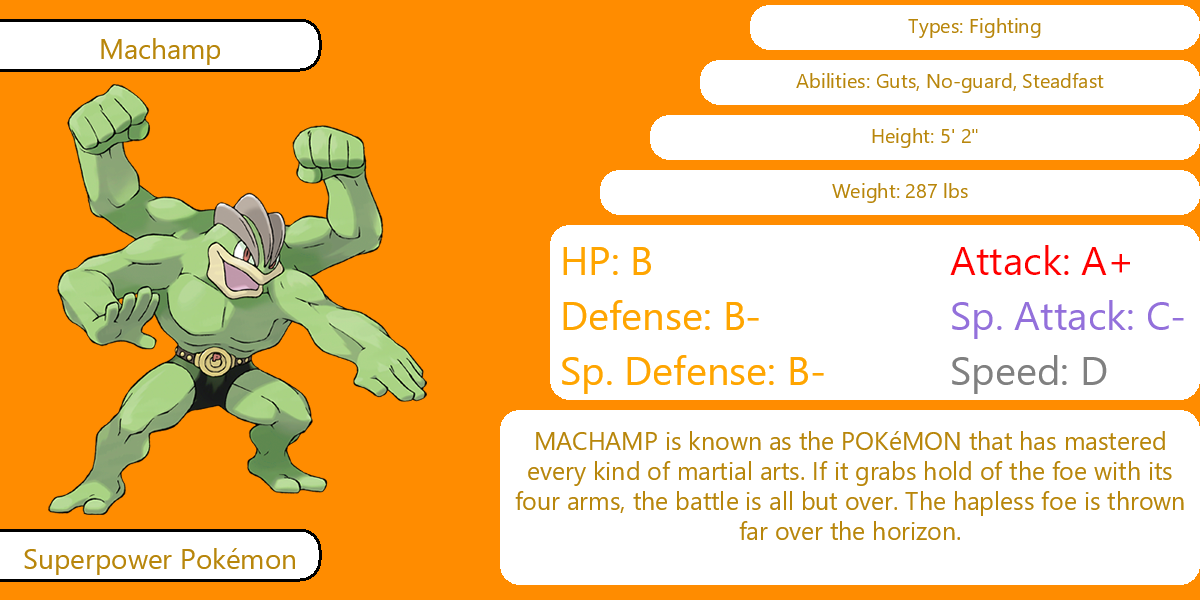 Machamp
Types: Fighting
Abilities: Guts, No-guard, Steadfast
Height: 5' 2"
Weight: 287 lbs
HP: B
Attack: A+
Defense: B-
Sp. Attack: C-
Sp. Defense: B-
Speed: D
MACHAMP is known as the POKéMON that has mastered
every kind of martial arts. If it grabs hold of the foe with its
four arms, the battle is all but over. The hapless foe is thrown
far over the horizon.
Superpower Pokémon